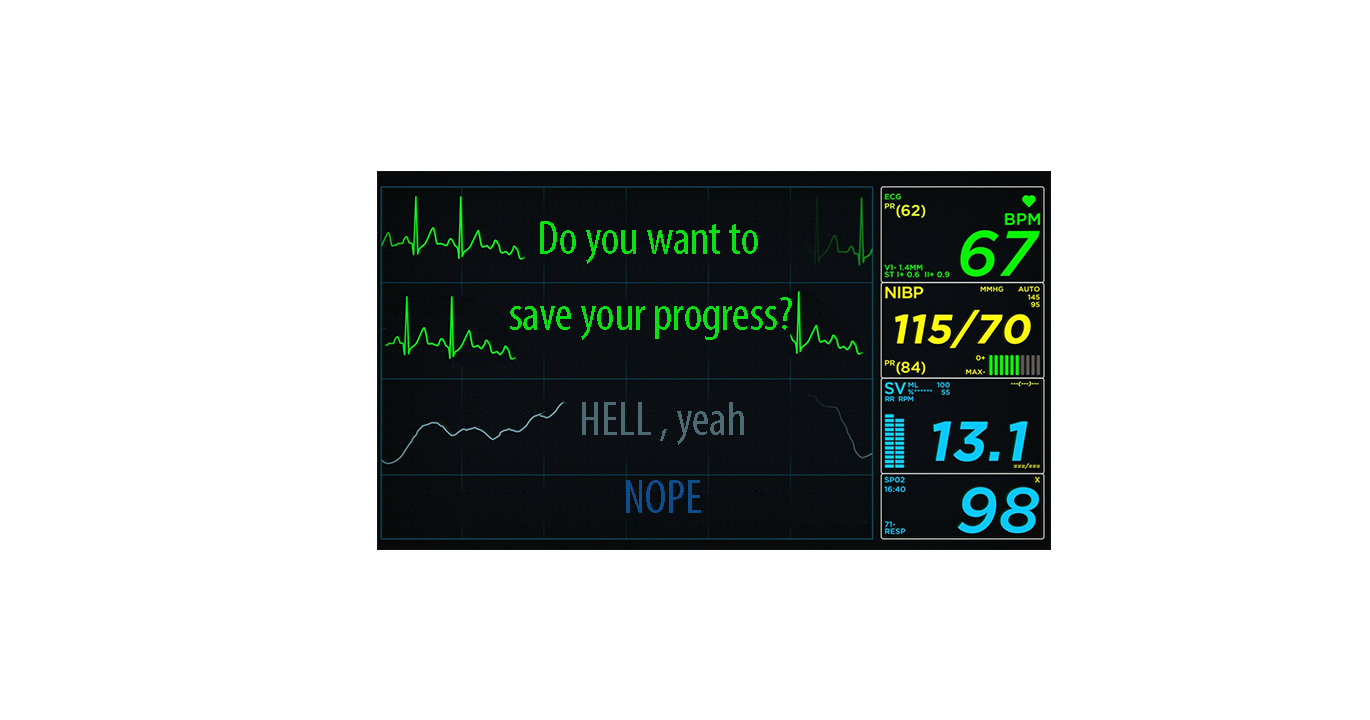 Do you want to
save your progress?
HELL , yeah
NOPE
ECG
PR(62)
BPM
67
V1- 1.4MM
ST I+ 0.6 II+ 0.9
NIBP
MMHG AUTO
145
95
115/70
PR(84)
0+
MAX-
SV ML 100
%****** 55
RR RPM
---(---)---
13.1
===/===
SPO2
X
16:40
98
71-
RESP